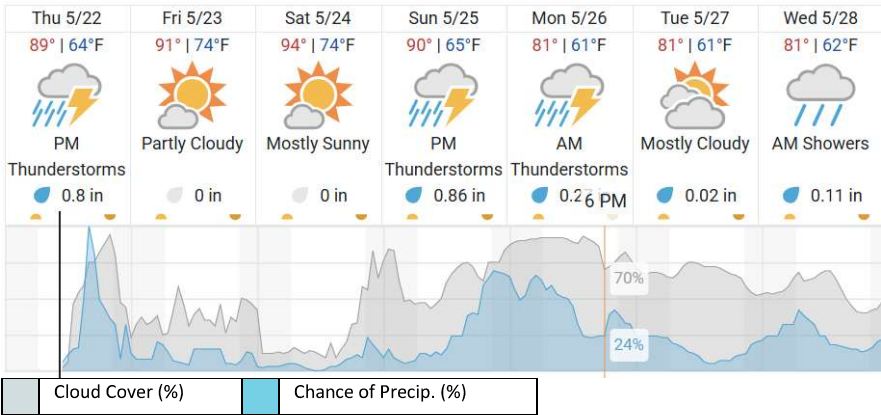 Thu 5/22 Fri 5/23 Sat 5/24 Sun 5/25 Mon 5/26 Tue 5/27 Wed 5/28
89° | 64°F 91° | 74°F 94° | 74°F 90° | 65°F 81° | 61°F 81° | 61°F 81° | 62°F
PM Partly Cloudy Mostly Sunny PM AM Mostly Cloudy AM Showers
Thunderstorms Thunderstorms Thunderstorms
0.8 in 0 in 0 in 0.86 in 0.02 in 0.11 in
6 PM
70%
24%
Cloud Cover (%) Chance of Precip. (%)